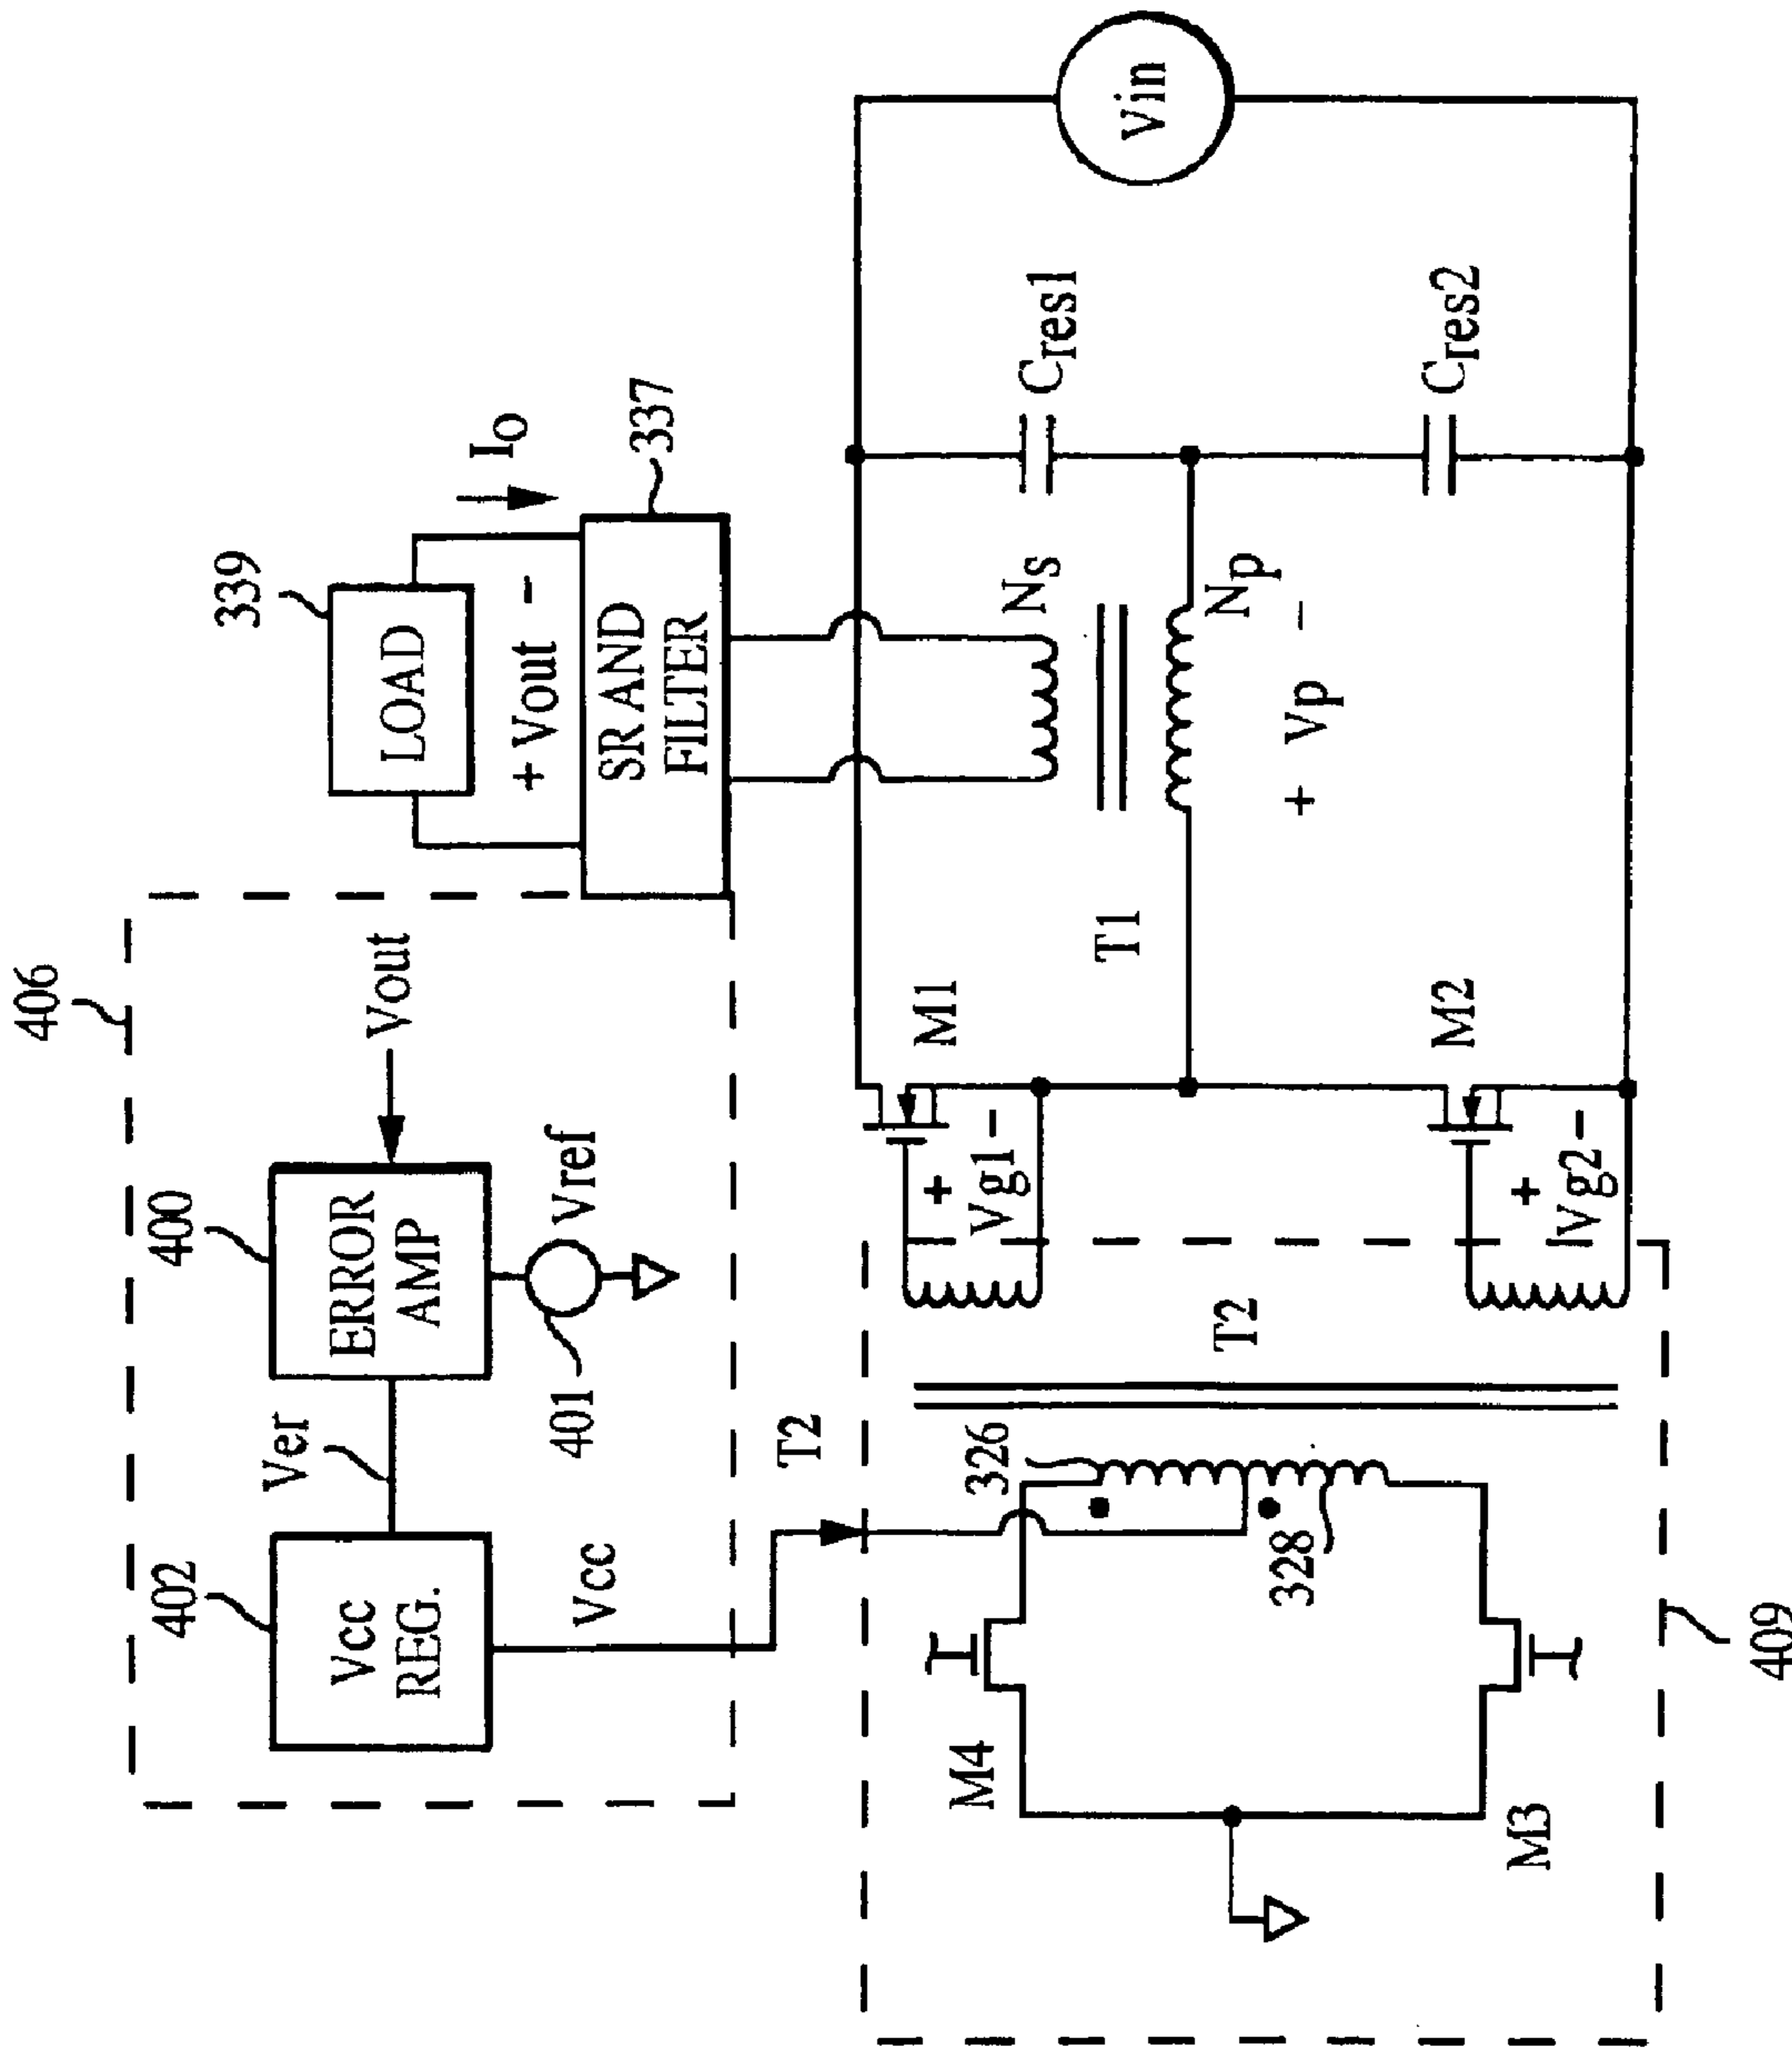 406
400
402
Vout
ERROR
AMP
Ver
Vcc
REG.
Vref
401
Vcc
T2
339
LOAD
I₀
+ Vout -
SR AND
FILTER
337
Ns
Np
+ Vp -
T1
Cres1
Cres2
Vin
M1
M2
+
Vg1 -
+
Vg2 -
T2
326
328
M4
M3
409